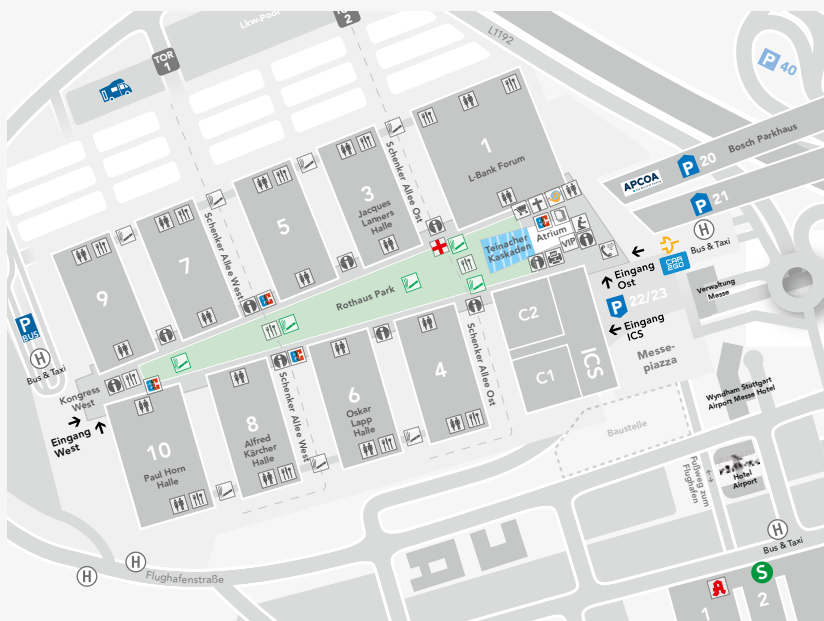 Lkw-Pool
TOR
2
TOR
1
L1192
P 40
Bosch Parkhaus
APCOA
P 20
P 21
H
Bus & Taxi
CAR
2GO
1
L-Bank Forum
3
Jacques
Lanners
Halle
5
7
9
Schenker Allee Ost
Schenker Allee West
Teinacher
Kaskaden
Atrium
VIP
Eingang
Ost
P 22/23
Eingang
ICS
Verwaltung
Messe
Messe-
piazza
Rothaus Park
C2
C1
ICS
P
BUS
H
Bus & Taxi
Kongress
West
Eingang
West
10
Paul Horn
Halle
8
Alfred
Kärcher
Halle
Schenker Allee West
6
Oskar
Lapp
Halle
4
Schenker Allee Ost
Baustelle
Wyndham Stuttgart
Airport Messe Hotel
Fußweg zum
Flughafen
Hotel
Airport
H
Bus & Taxi
S
H
H
Flughafenstraße
1
2